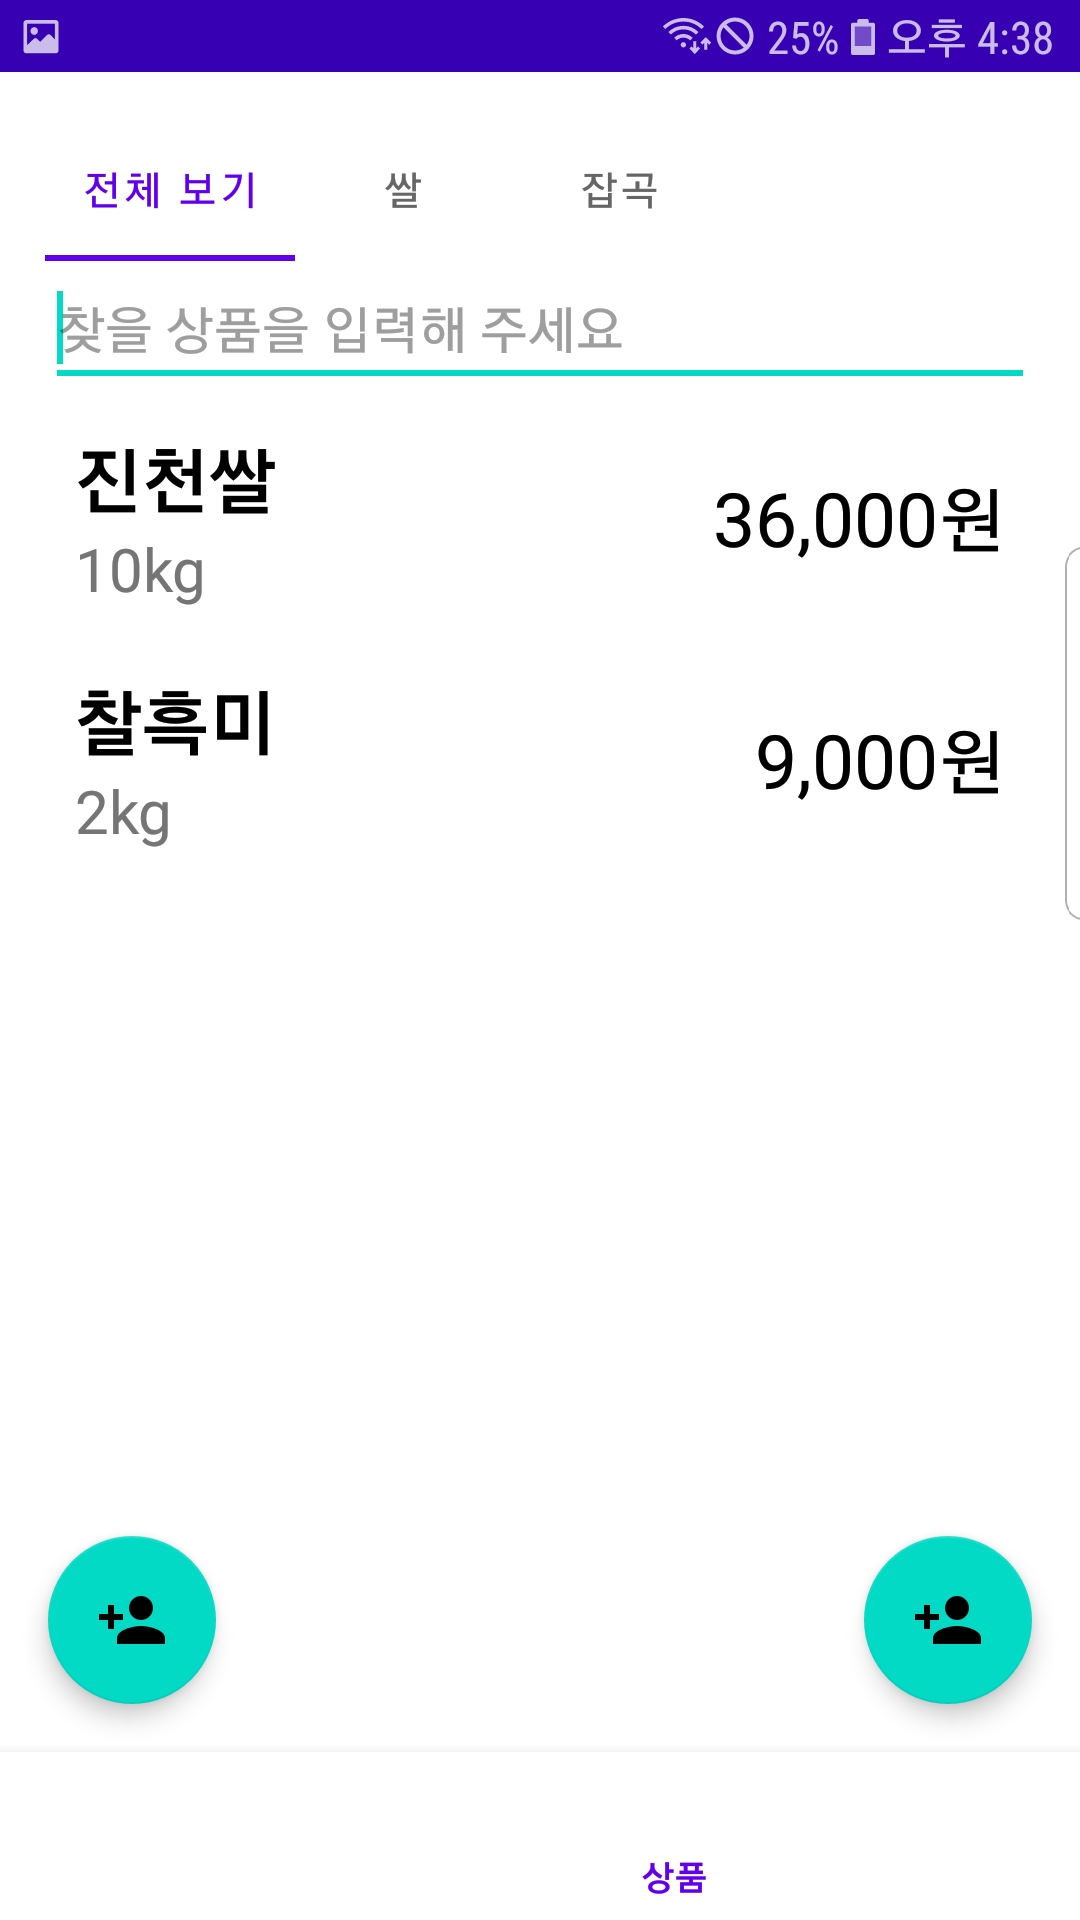 25% 오후 4:38
전체 보기 쌀 잡곡
찾을 상품을 입력해 주세요
진천쌀
36,000원
10kg
찰흑미
9,000원
2kg
상품